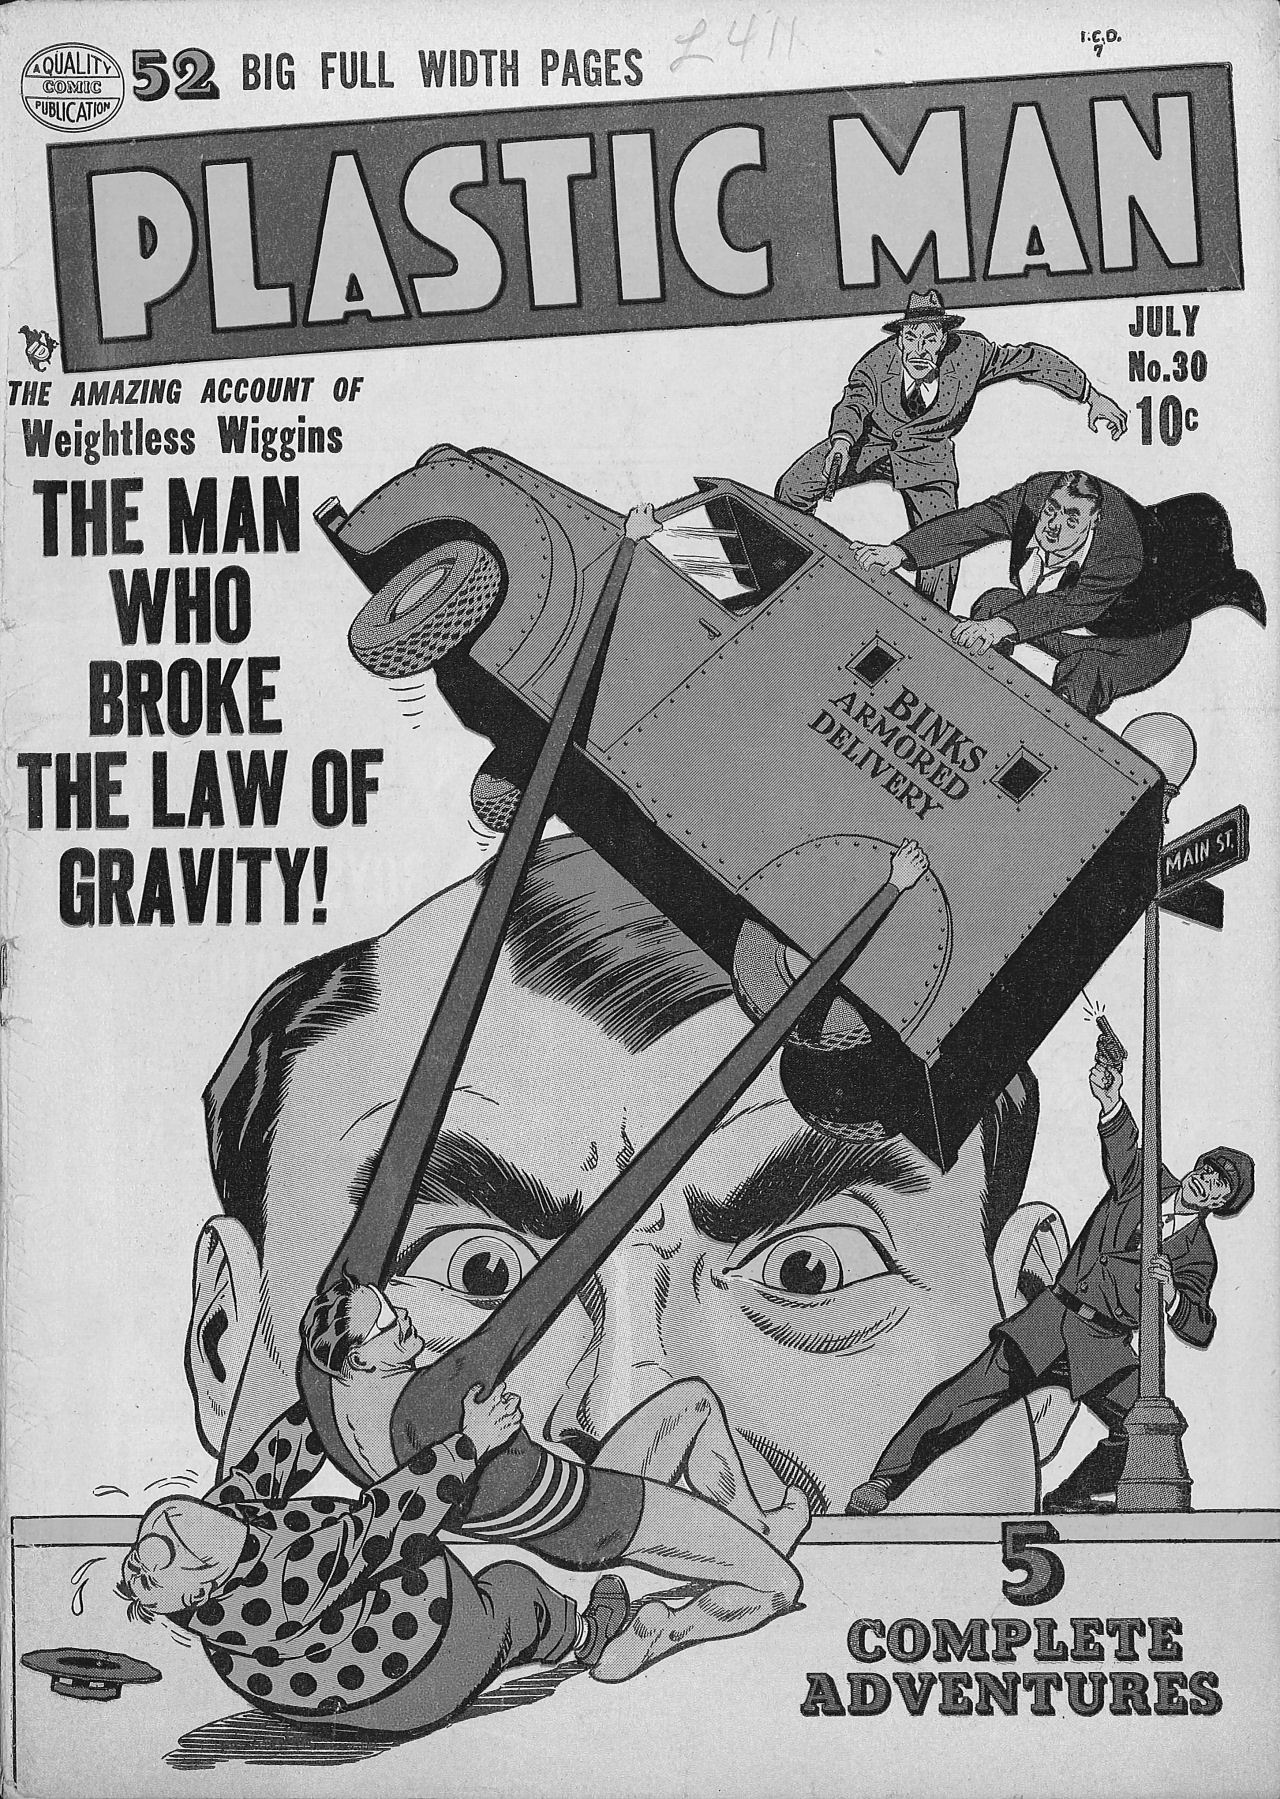 A QUALITY
COMIC
PUBLICATION
52 BIG FULL WIDTH PAGES
L411
I.C.D.
7
PLASTIC MAN
JULY
No.30
10c
THE AMAZING ACCOUNT OF
Weightless Wiggins
THE MAN
WHO
BROKE
THE LAW OF
GRAVITY!
BINKS
ARMORED
DELIVERY
MAIN ST.
5
COMPLETE
ADVENTURES